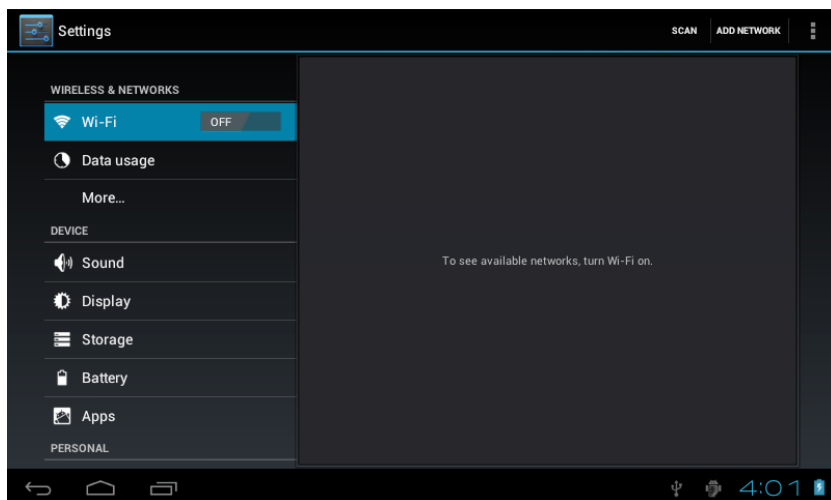 Settings
SCAN
ADD NETWORK
WIRELESS & NETWORKS
Wi-Fi
OFF
Data usage
More...
DEVICE
Sound
Display
Storage
Battery
Apps
PERSONAL
To see available networks, turn Wi-Fi on.
4:01